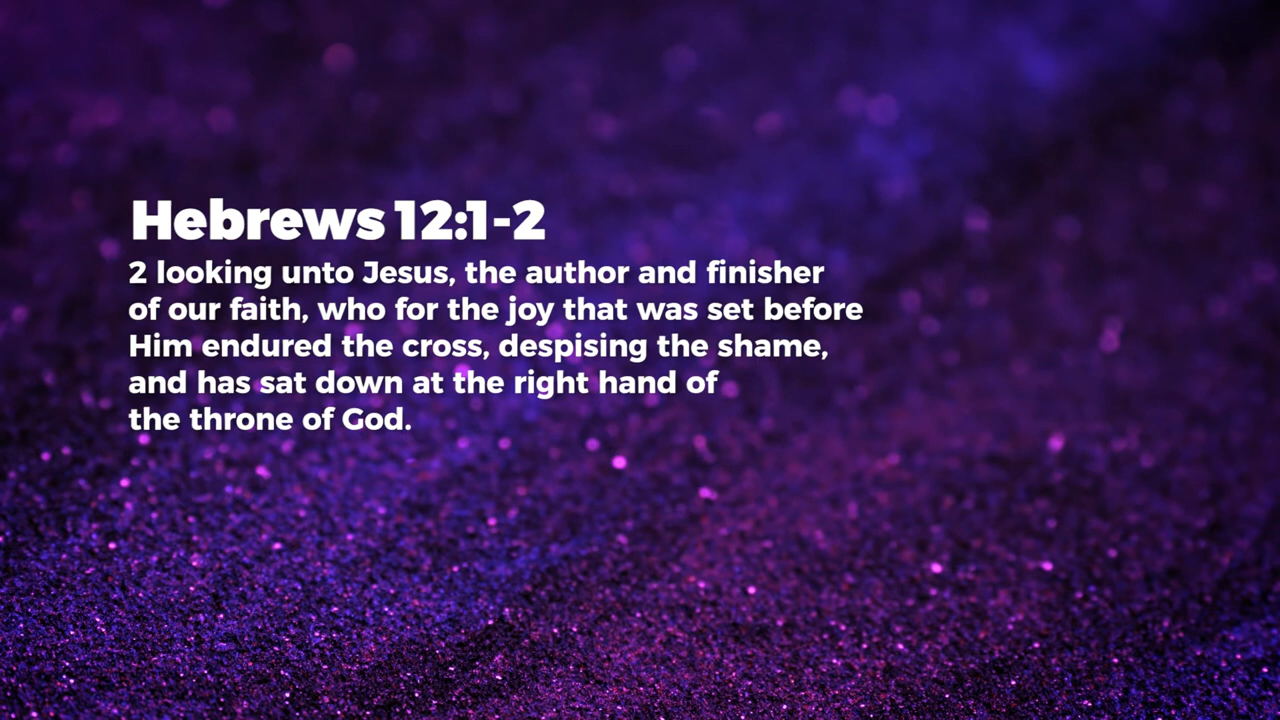 Hebrews 12:1-2
2 looking unto Jesus, the author and finisher
of our faith, who for the joy that was set before
Him endured the cross, despising the shame,
and has sat down at the right hand of
the throne of God.